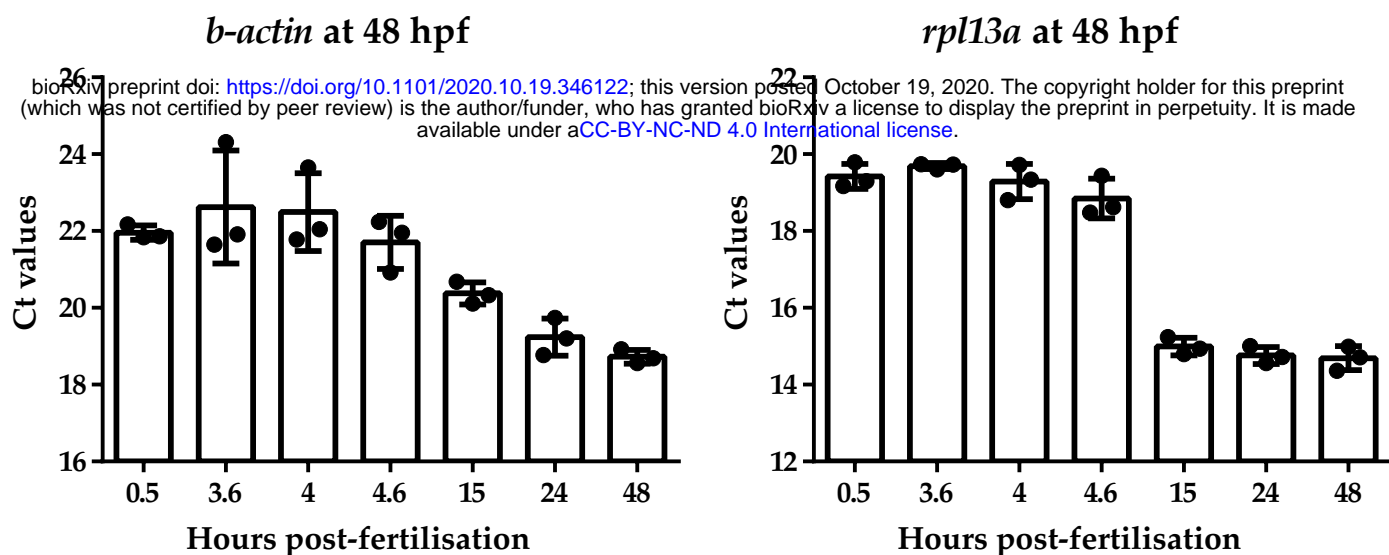 b-actin at 48 hpf
rpl13a at 48 hpf
bioRxiv preprint doi: https://doi.org/10.1101/2020.10.19.346122; this version posted October 19, 2020. The copyright holder for this preprint
(which was not certified by peer review) is the author/funder, who has granted bioRxiv a license to display the preprint in perpetuity. It is made
available under aCC-BY-NC-ND 4.0 International license.
Ct values
26
24
22
20
18
16
0.5 3.6 4 4.6 15 24 48
Hours post-fertilisation
Ct values
22
20
18
16
14
12
0.5 3.6 4 4.6 15 24 48
Hours post-fertilisation